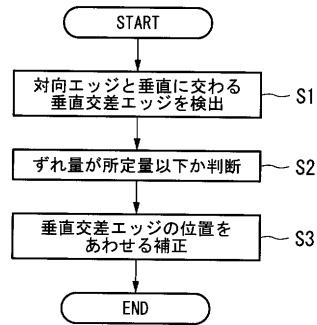 START
対向エッジと垂直に交わる
垂直交差エッジを検出
S1
ずれ量が所定量以下か判断
S2
垂直交差エッジの位置を
あわせる補正
S3
END